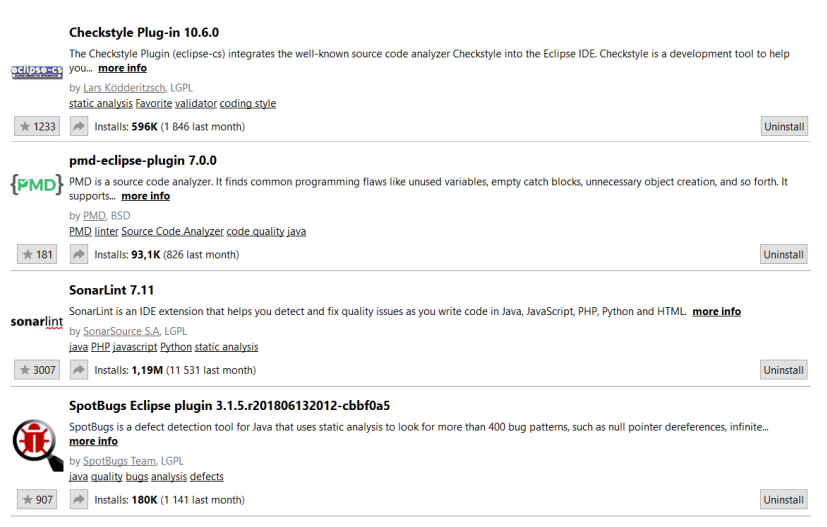 Checkstyle Plug-in 10.6.0
The Checkstyle Plugin (eclipse-cs) integrates the well-known source code analyzer Checkstyle into the Eclipse IDE. Checkstyle is a development tool to help
eclipse-cs
you... more info
by Lars Ködderitzsch, LGPL
static analysis Favorite validator coding style
1233 Installs: 596K (1 846 last month) Uninstall
pmd-eclipse-plugin 7.0.0
{PMD}
PMD is a source code analyzer. It finds common programming flaws like unused variables, empty catch blocks, unnecessary object creation, and so forth. It
supports... more info
by PMD, BSD
PMD linter Source Code Analyzer code quality java
181 Installs: 93,1K (826 last month) Uninstall
SonarLint 7.11
SonarLint is an IDE extension that helps you detect and fix quality issues as you write code in Java, JavaScript, PHP, Python and HTML. more info
sonarlint
by SonarSource S.A, LGPL
java PHP javascript Python static analysis
3007 Installs: 1,19M (11 531 last month) Uninstall
SpotBugs Eclipse plugin 3.1.5.r201806132012-cbbf0a5
SpotBugs is a defect detection tool for Java that uses static analysis to look for more than 400 bug patterns, such as null pointer dereferences, infinite...
more info
by SpotBugs Team, LGPL
java quality bugs analysis defects
907 Installs: 180K (1 141 last month) Uninstall